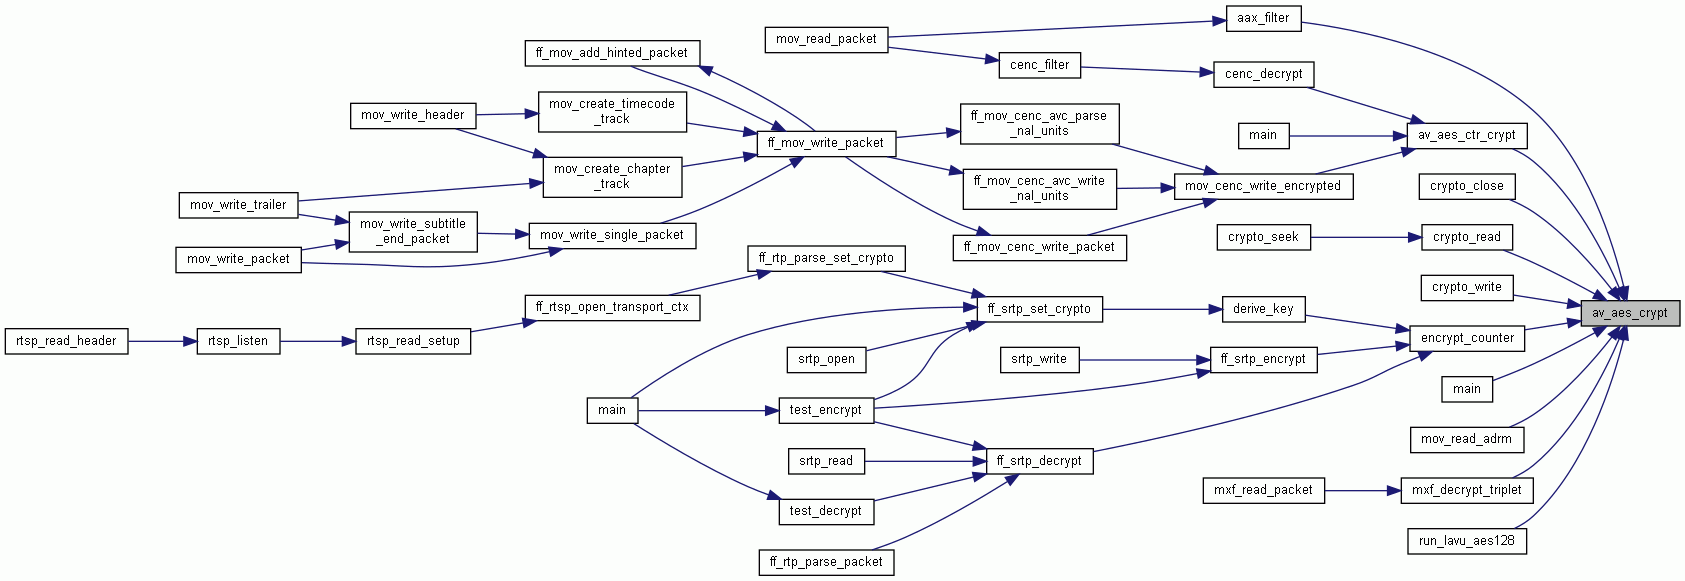 aax_filter
mov_read_packet
ff_mov_add_hinted_packet
cenc_filter
cenc_decrypt
mov_create_timecode
_track
mov_write_header
ff_mov_cenc_avc_parse
_nal_units
main
av_aes_ctr_crypt
ff_mov_write_packet
mov_create_chapter
_track
ff_mov_cenc_avc_write
_nal_units
mov_cenc_write_encrypted
crypto_close
mov_write_trailer
mov_write_subtitle
_end_packet
mov_write_single_packet
ff_mov_cenc_write_packet
crypto_seek
crypto_read
mov_write_packet
ff_rtp_parse_set_crypto
crypto_write
ff_rtsp_open_transport_ctx
ff_srtp_set_crypto
derive_key
av_aes_crypt
rtsp_read_header
rtsp_listen
rtsp_read_setup
encrypt_counter
srtp_open
srtp_write
ff_srtp_encrypt
main
main
test_encrypt
mov_read_adrm
srtp_read
ff_srtp_decrypt
mxf_read_packet
mxf_decrypt_triplet
test_decrypt
run_lavu_aes128
ff_rtp_parse_packet